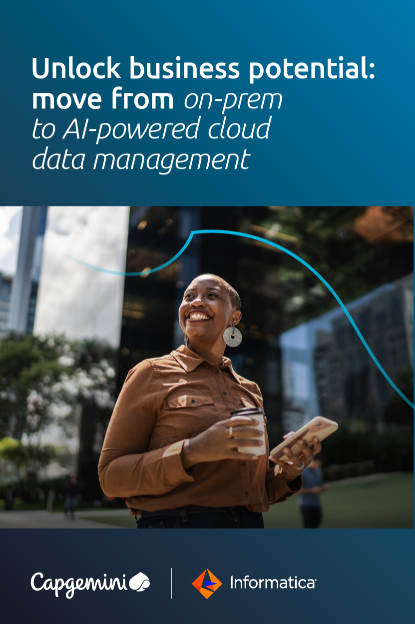 Unlock business potential:
move from on-prem
to AI-powered cloud
data management
Capgemini
Informatica